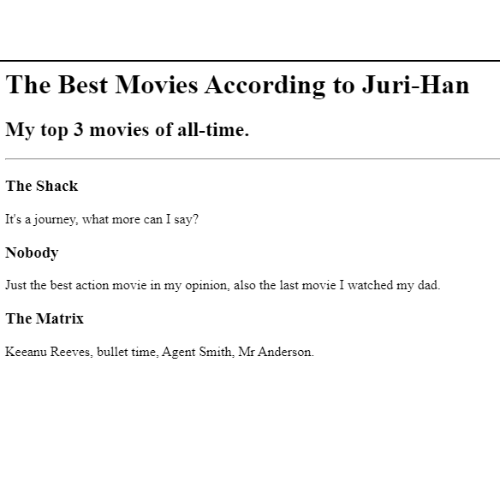 The Best Movies According to Juri-Han
My top 3 movies of all-time.
The Shack
It's a journey, what more can I say?
Nobody
Just the best action movie in my opinion, also the last movie I watched my dad.
The Matrix
Keeanu Reeves, bullet time, Agent Smith, Mr Anderson.